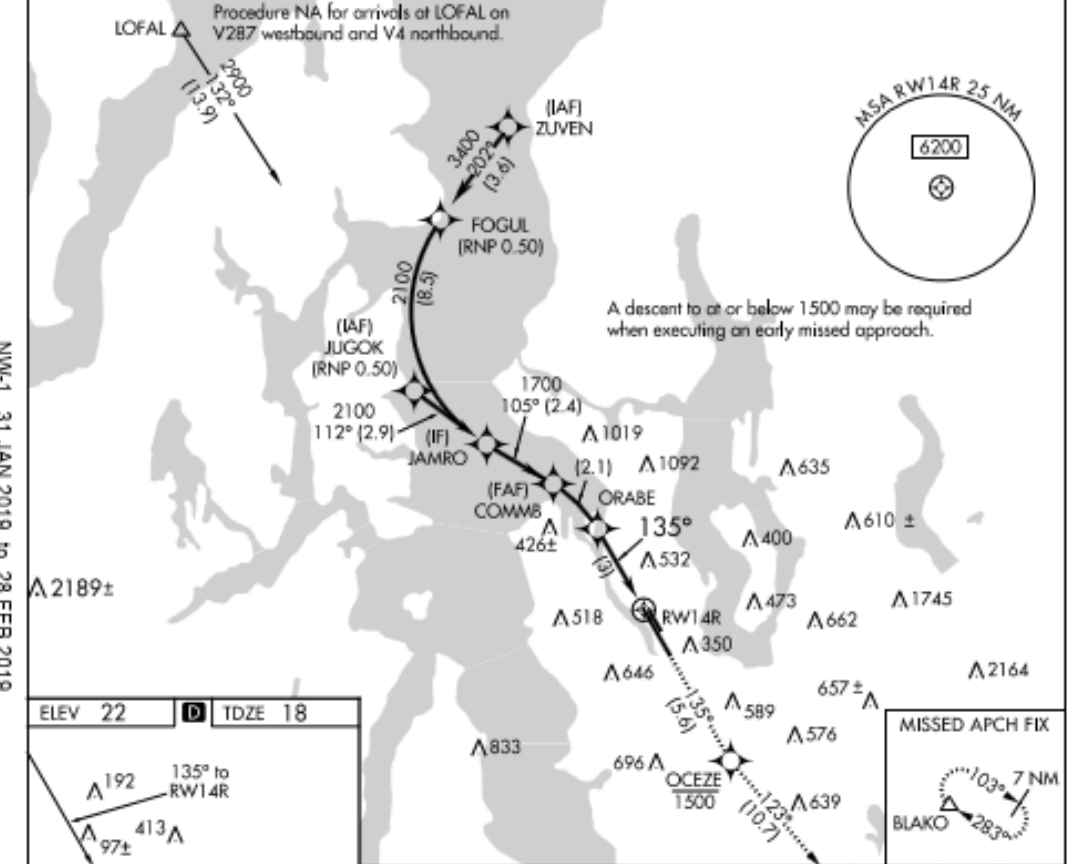 Procedure NA for arrivals at LOFAL on
V287 westbound and V4 northbound.
LOFAL
2900
132°
(13.9)
(IAF)
ZUVEN
3400
202°
(3.6)
FOGUL
(RNP 0.50)
2100
(8.5)
MSA RW14R 25 NM
6200
A descent to at or below 1500 may be required
when executing an early missed approach.
(IAF)
JUGOK
(RNP 0.50)
2100
112° (2.9)
(IF)
JAMRO
1700
105° (2.4)
1019
(2.1)
1092
635
(FAF)
COMMB
ORABE
426±
135°
610 ±
400
(3)
532
2189±
473
1745
518
RW14R
662
350
646
2164
657±
135°
(5.6)
589
576
833
696
OCEZE
1500
639
123°
(10.7)
ELEV 22
D
TDZE 18
192
135° to
RW14R
413
97±
MISSED APCH FIX
103°
7 NM
BLAKO
283°
NW-1 31 JAN 2019 to 28 FEB 2019